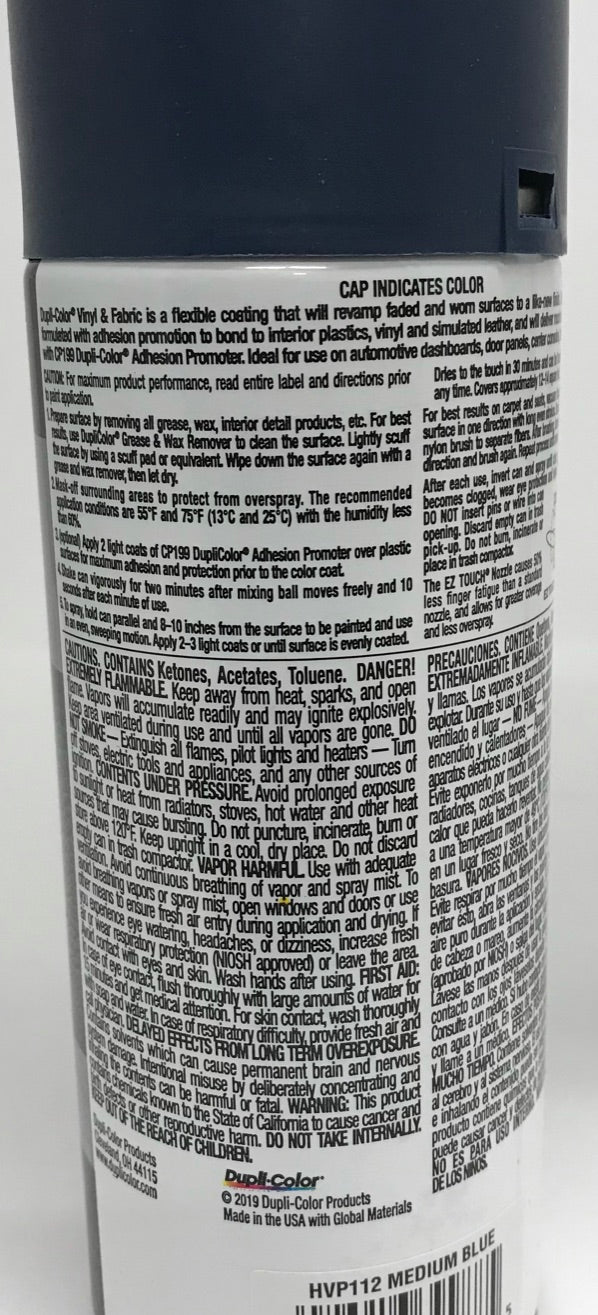 CAP INDICATES COLOR
Dupli-Color® Vinyl & Fabric is a flexible coating that will revamp faded and worn surfaces to a like-new
formulated with adhesion promotion to bond to interior plastics, vinyl and simulated leather, and will deliver
with CP199 Dupli-Color® Adhesion Promoter. Ideal for use on automotive dashboards, door panels, center
CAUTION: For maximum product performance, read entire label and directions prior
to paint application.
1. Prepare surface by removing all grease, wax, interior detail products, etc. For best
results, use DupliColor® Grease & Wax Remover to clean the surface. Lightly scuff
the surface by using a scuff pad or equivalent. Wipe down the surface again with a
grease and wax remover, then let dry.
2. Mask-off surrounding areas to protect from overspray. The recommended
application conditions are 55°F and 75°F (13°C and 25°C) with the humidity less
than 60%.
3. (optional) Apply 2 light coats of CP199 DupliColor® Adhesion Promoter over plastic
surfaces for maximum adhesion and protection prior to the color coat.
4. Shake can vigorously for two minutes after mixing ball moves freely and 10
seconds after each minute of use.
5. To spray, hold can parallel and 8–10 inches from the surface to be painted and use
in an even, sweeping motion. Apply 2–3 light coats or until surface is evenly coated.
Dries to the touch in 30 minutes and can be
any time. Covers approximately
For best results on carpet and
surface in one direction with long
nylon brush to separate fibers. After
direction and brush again. Repeat
After each use, invert can and spray
becomes clogged, wear eye protection
DO NOT insert pins or wire into can
opening. Discard empty can in trash
pick-up. Do not burn, incinerate or
place in trash compactor.
The EZ TOUCH® Nozzle causes 50%
less finger fatigue than a standard
nozzle, and allows for greater coverage
and less overspray.
CAUTIONS. CONTAINS Ketones, Acetates, Toluene. DANGER!
EXTREMELY FLAMMABLE. Keep away from heat, sparks, and open
flame. Vapors will accumulate readily and may ignite explosively.
Keep area ventilated during use and until all vapors are gone. DO
NOT SMOKE — Extinguish all flames, pilot lights and heaters — Turn
off stoves, electric tools and appliances, and any other sources of
ignition. CONTENTS UNDER PRESSURE. Avoid prolonged exposure
to sunlight or heat from radiators, stoves, hot water and other heat
sources that may cause bursting. Do not puncture, incinerate, burn or
store above 120°F. Keep upright in a cool, dry place. Do not discard
empty can in trash compactor. VAPOR HARMFUL. Use with adequate
ventilation. Avoid continuous breathing of vapor and spray mist. To
avoid breathing vapors or spray mist, open windows and doors or use
other means to ensure fresh air entry during application and drying. If
you experience eye watering, headaches, or dizziness, increase fresh
air or wear respiratory protection (NIOSH approved) or leave the area.
Avoid contact with eyes and skin. Wash hands after using. FIRST AID:
In case of eye contact, flush thoroughly with large amounts of water for
15 minutes and get medical attention. For skin contact, wash thoroughly
with soap and water. In case of respiratory difficulty, provide fresh air and
call physician. DELAYED EFFECTS FROM LONG TERM OVEREXPOSURE.
Contains solvents which can cause permanent brain and nervous
system damage. Intentional misuse by deliberately concentrating and
inhaling the contents can be harmful or fatal. WARNING: This product
contains chemicals known to the State of California to cause cancer and
birth defects or other reproductive harm. DO NOT TAKE INTERNALLY.
KEEP OUT OF THE REACH OF CHILDREN.
PRECAUCIONES. CONTIENE
EXTREMADAMENTE INFLAMABLE
y llamas. Los vapores se
explotar. Durante su uso y hasta
ventilado el lugar — NO FUME
encendido y calentadores —
aparatos eléctricos o cualquier
Evite exponerlo por mucho
radiadores, cocinas, tanques
calor que pueda hacerlo
a una temperatura mayor de
en un lugar fresco y seco. No
basura. VAPORES NOCIVOS.
Evite respirar por mucho
evitar ésto, abra las ventanas
aire puro durante la aplicación
de cabeza o mareo, aumente
(aprobado por NIOSH) o salga
Lávese las manos después
contacto con los ojos
Consulte a un médico. Si hubo
con agua y jabón. En caso
y llame a un médico.
MUCHO TIEMPO. Contiene
al cerebro y al sistema nervioso
e inhalando el contenido
producto contiene químicos
puede causar cáncer y
NO ES PARA USO INTERNO
DE LOS NIÑOS.
Dupli-Color Products
Cleveland, OH 44115
www.duplicolor.com
Dupli-Color®
© 2019 Dupli-Color Products
Made in the USA with Global Materials
HVP112 MEDIUM BLUE
5